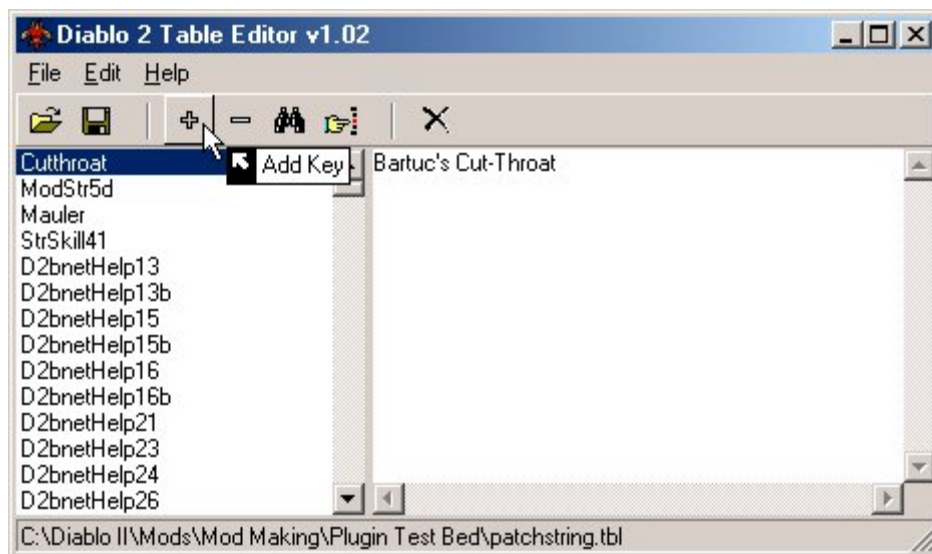 Diablo 2 Table Editor v1.02
File Edit Help
Add Key
Cutthroat
ModStr5d
Mauler
StrSkill41
D2bnetHelp13
D2bnetHelp13b
D2bnetHelp15
D2bnetHelp15b
D2bnetHelp16
D2bnetHelp16b
D2bnetHelp21
D2bnetHelp23
D2bnetHelp24
D2bnetHelp26
Bartuc's Cut-Throat
C:\Diablo II\Mods\Mod Making\Plugin Test Bed\patchstring.tbl